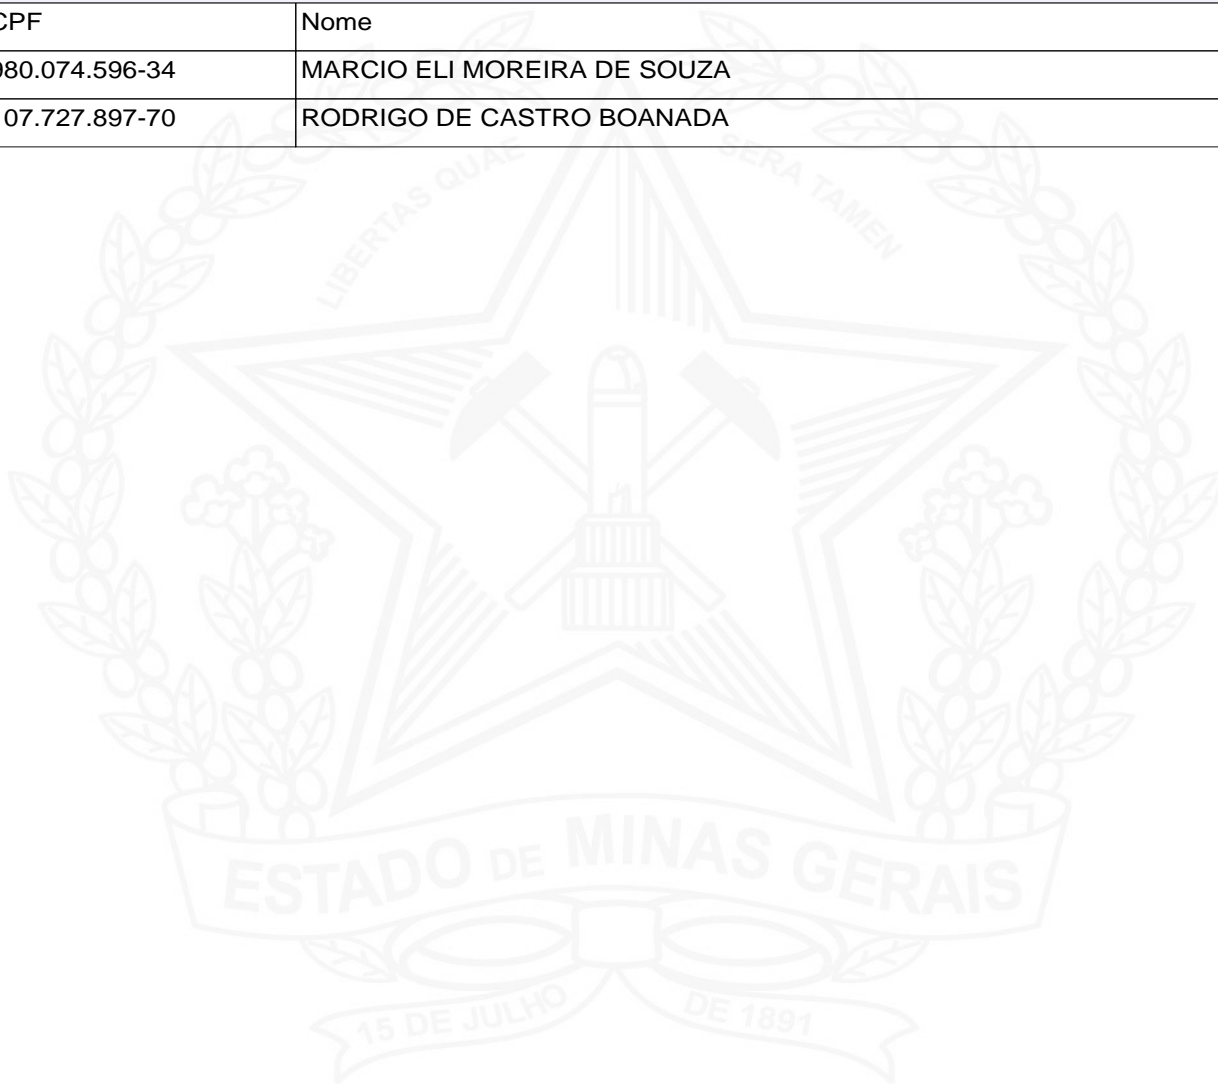 CPF Nome
980.074.596-34 MARCIO ELI MOREIRA DE SOUZA
07.727.897-70 RODRIGO DE CASTRO BOANADA
LIBERTAS QUAE SERA TAMEN
ESTADO DE MINAS GERAIS
15 DE JULHO DE 1891